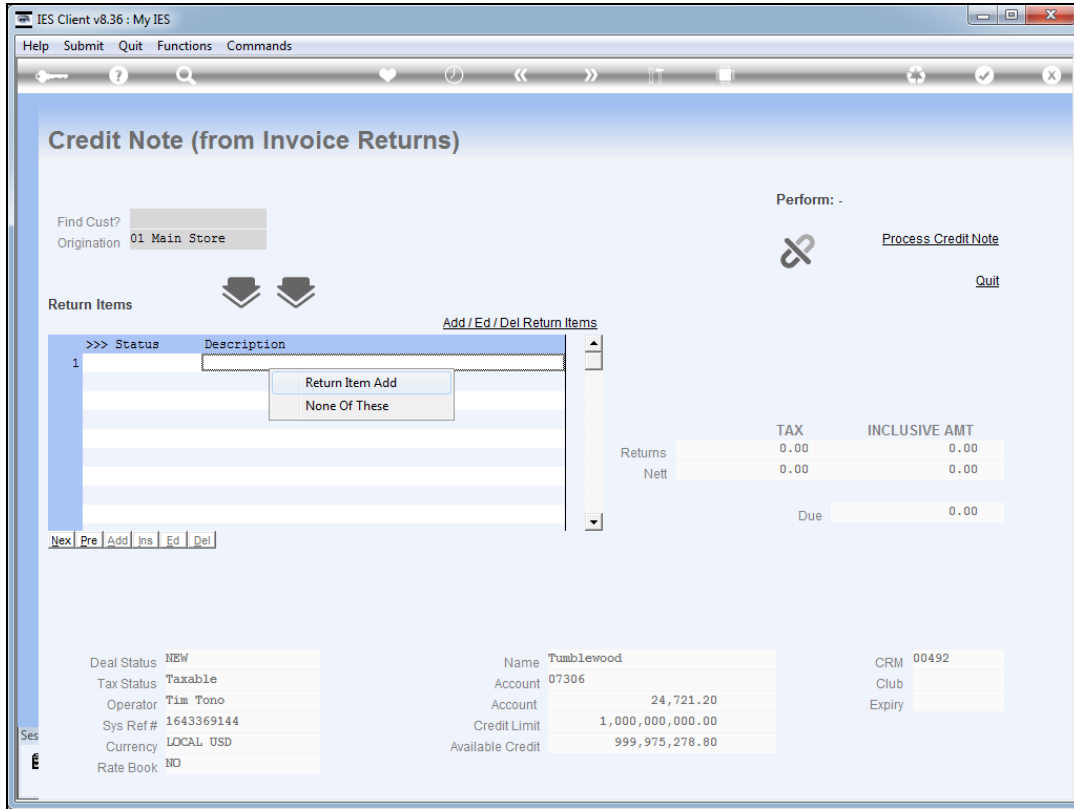 IES Client v8.36 : My IES
Help Submit Quit Functions Commands
Credit Note (from Invoice Returns)
Perform: -
Find Cust?
Origination 01 Main Store
Process Credit Note
Quit
Return Items
Add / Ed / Del Return Items
>>> Status Description
1
Return Item Add
None Of These
TAX INCLUSIVE AMT
Returns 0.00 0.00
Nett 0.00 0.00
Due 0.00
Nex Pre Add Ins Ed Del
Deal Status NEW Name Tumblewood CRM 00492
Tax Status Taxable Account 07306 Club
Operator Tim Tono Account 24,721.20 Expiry
Sys Ref # 1643369144 Credit Limit 1,000,000,000.00
Currency LOCAL USD Available Credit 999,975,278.80
Rate Book NO
Ses